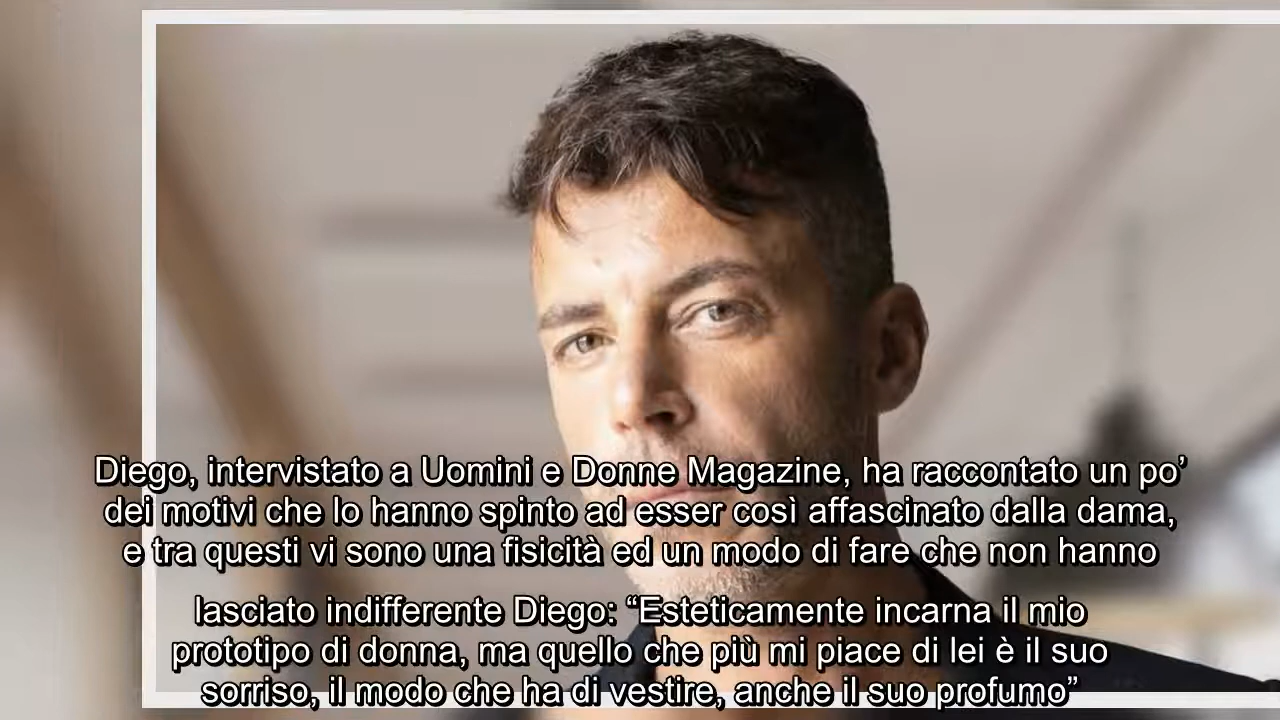 Diego, intervistato a Uomini e Donne Magazine, ha raccontato un po’
dei motivi che lo hanno spinto ad esser così affascinato dalla dama,
e tra questi vi sono una fisicità ed un modo di fare che non hanno
lasciato indifferente Diego: “Esteticamente incarna il mio
prototipo di donna, ma quello che più mi piace di lei è il suo
sorriso, il modo che ha di vestire, anche il suo profumo”